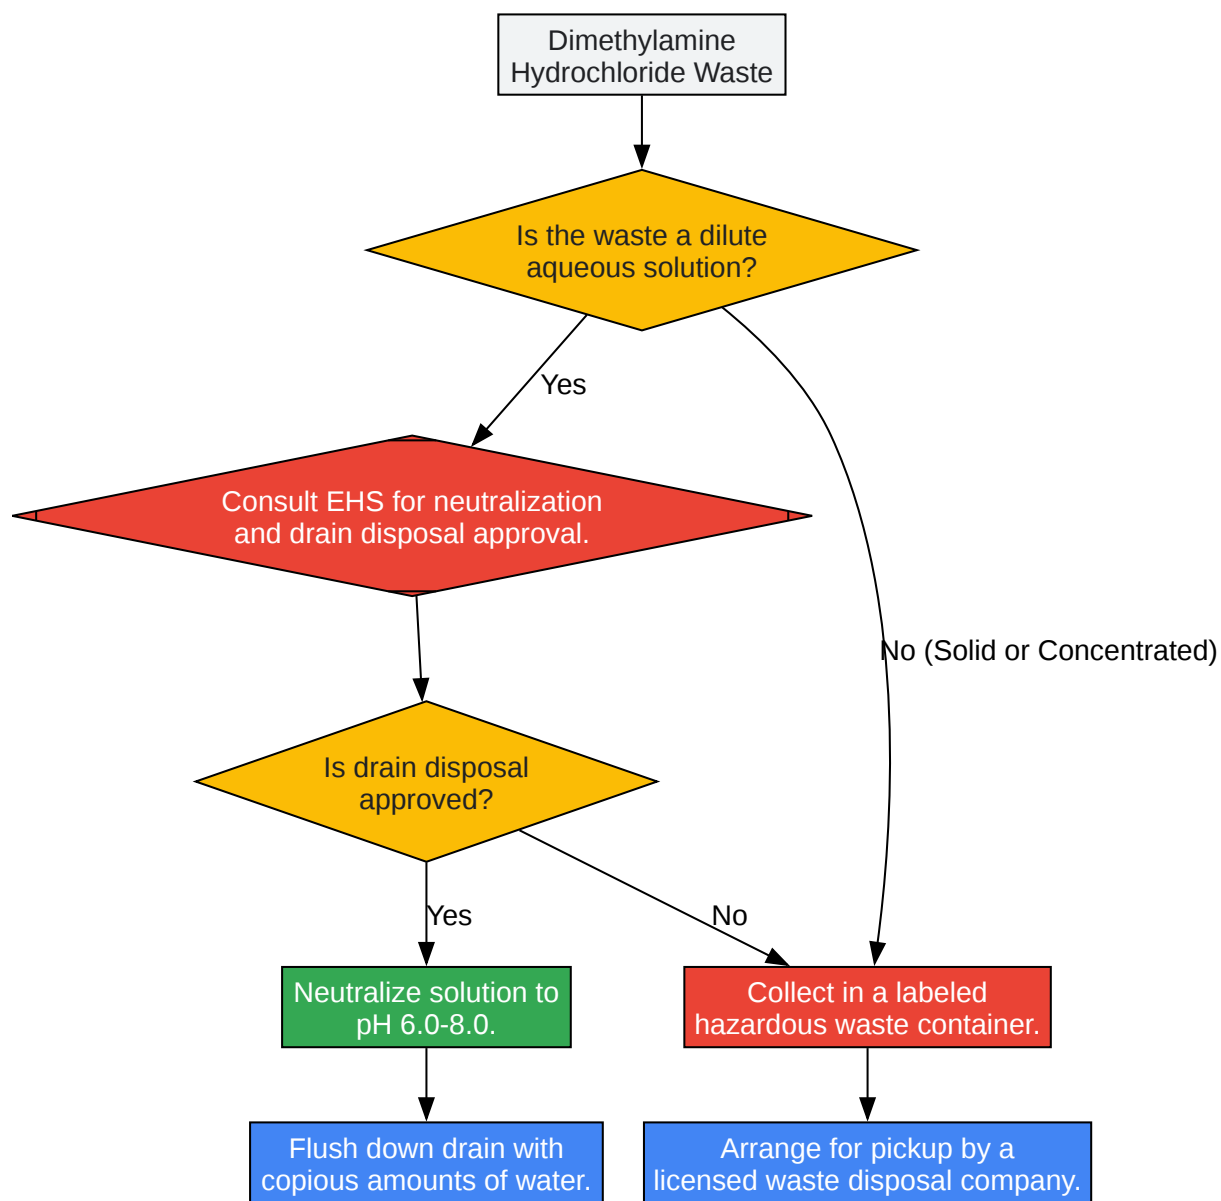 Dimethylamine
Hydrochloride Waste
Is the waste a dilute
aqueous solution?
Yes
Consult EHS for neutralization
and drain disposal approval.
No (Solid or Concentrated)
Is drain disposal
approved?
Yes
No
Neutralize solution to
pH 6.0-8.0.
Collect in a labeled
hazardous waste container.
Flush down drain with
copious amounts of water.
Arrange for pickup by a
licensed waste disposal company.